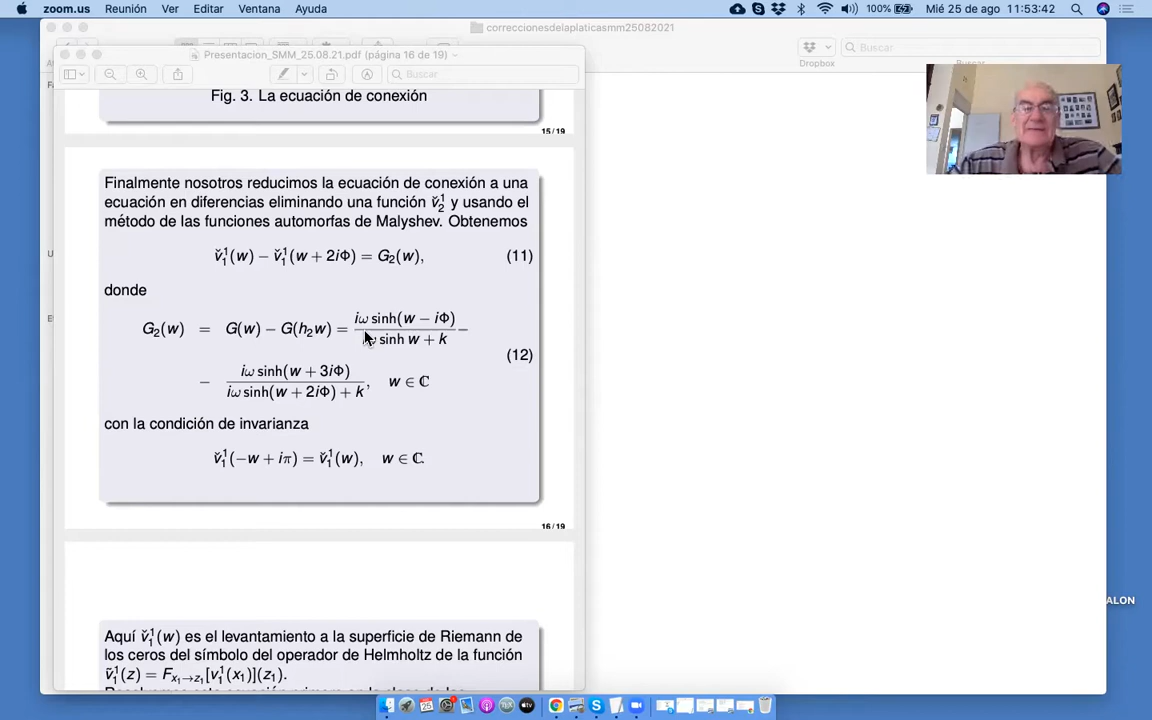 zoom.us Reunión Ver Editar Ventana Ayuda 100% Mié 25 de ago 11:53:42
correccionesdelaplaticasmm25082021
Dropbox Buscar
Presentacion_SMM_25.08.21.pdf (página 16 de 19)
Buscar
Fig. 3. La ecuación de conexión
15/19
Finalmente nosotros reducimos la ecuación de conexión a una
ecuación en diferencias eliminando una función v̌₂¹ y usando el
método de las funciones automorfas de Malyshev. Obtenemos
v̌₁¹(w) − v̌₁¹(w + 2iΦ) = G₂(w), (11)
donde
G₂(w) = G(w) − G(h₂w) = iω sinh(w − iΦ) / iω sinh w + k −
(12)
− iω sinh(w + 3iΦ) / iω sinh(w + 2iΦ) + k, w ∈ ℂ
con la condición de invarianza
v̌₁¹(−w + iπ) = v̌₁¹(w), w ∈ ℂ.
16/19
Aquí v̌₁¹(w) es el levantamiento a la superficie de Riemann de
los ceros del símbolo del operador de Helmholtz de la función
ṽ₁¹(z) = F_{x₁→z₁}[v₁¹(x₁)](z₁).
ALON